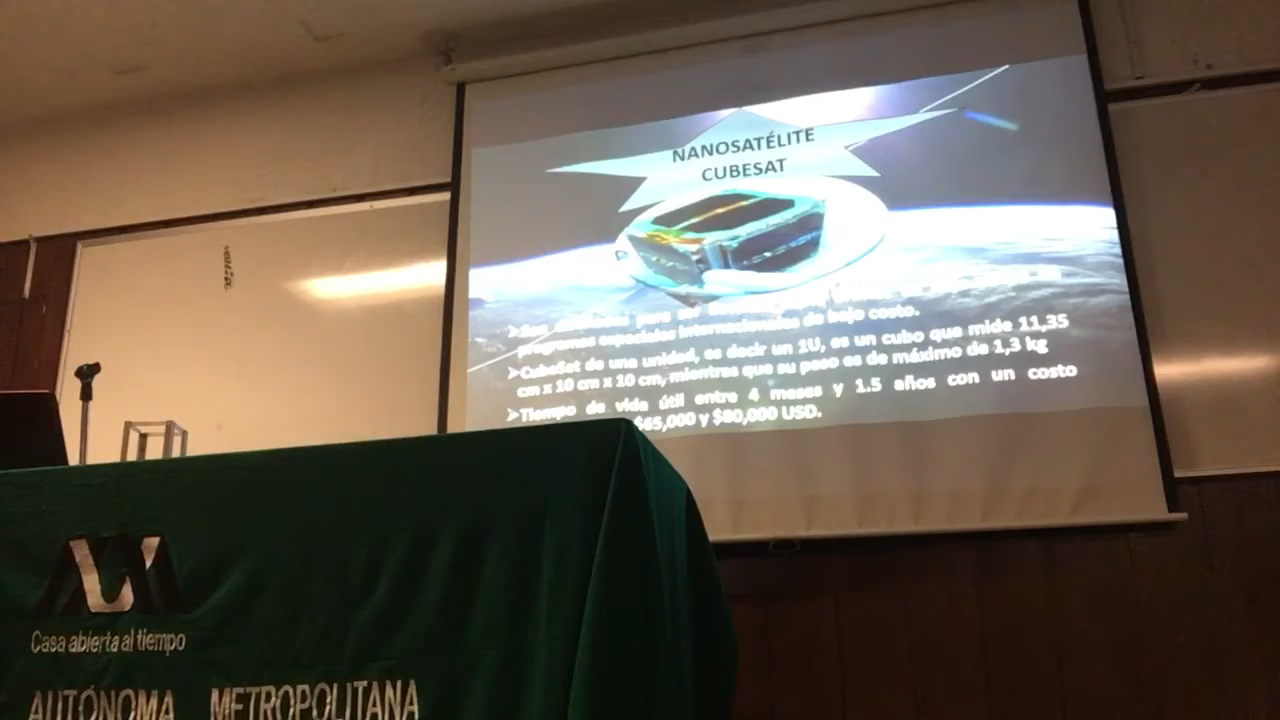 NANOSATÉLITE
CUBESAT
programas espaciales internacionales de bajo costo.
➢CubeSat de una unidad, es decir un 1U, es un cubo que mide 11,35
cm x 10 cm x 10 cm, mientras que su peso es de máximo de 1,3 kg
➢Tiempo de vida útil entre 4 meses y 1.5 años con un costo
$65,000 y $80,000 USD.
Casa abierta al tiempo
AUTÓNOMA METROPOLITANA